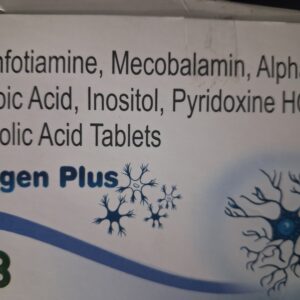 nfotiamine, Mecobalamin, Alpha
oic Acid, Inositol, Pyridoxine HC
olic Acid Tablets
gen Plus